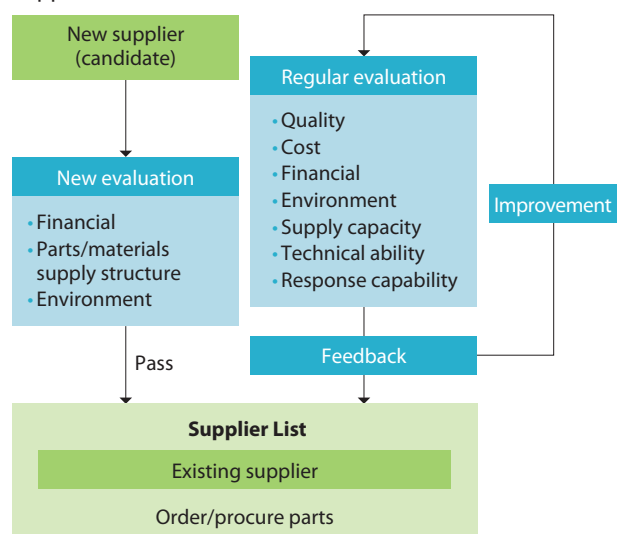 New supplier
(candidate)
New evaluation
• Financial
• Parts/materials
supply structure
• Environment
Pass
Regular evaluation
• Quality
• Cost
• Financial
• Environment
• Supply capacity
• Technical ability
• Response capability
Feedback
Improvement
Supplier List
Existing supplier
Order/procure parts